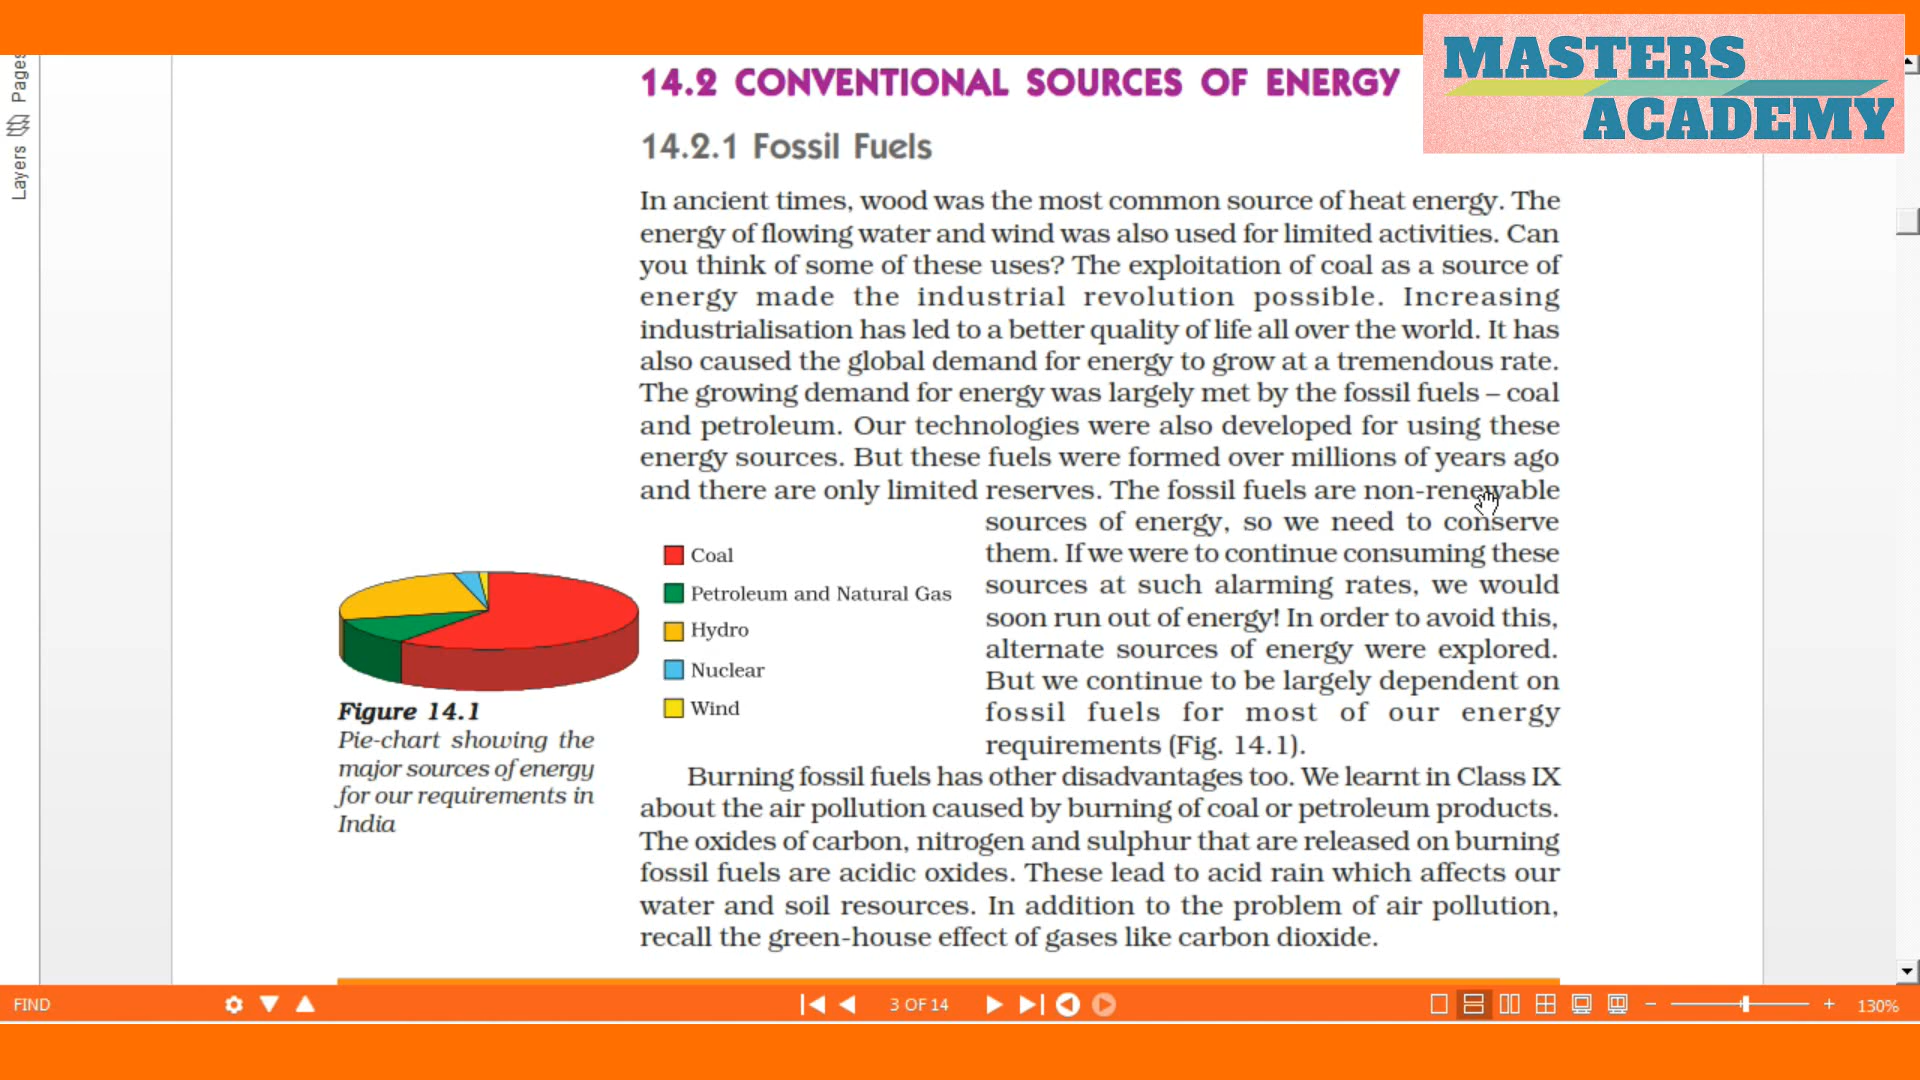 MASTERS
ACADEMY
Pages
Layers
14.2 CONVENTIONAL SOURCES OF ENERGY
14.2.1 Fossil Fuels
In ancient times, wood was the most common source of heat energy. The
energy of flowing water and wind was also used for limited activities. Can
you think of some of these uses? The exploitation of coal as a source of
energy made the industrial revolution possible. Increasing
industrialisation has led to a better quality of life all over the world. It has
also caused the global demand for energy to grow at a tremendous rate.
The growing demand for energy was largely met by the fossil fuels – coal
and petroleum. Our technologies were also developed for using these
energy sources. But these fuels were formed over millions of years ago
and there are only limited reserves. The fossil fuels are non-renewable
sources of energy, so we need to conserve
them. If we were to continue consuming these
sources at such alarming rates, we would
soon run out of energy! In order to avoid this,
alternate sources of energy were explored.
But we continue to be largely dependent on
fossil fuels for most of our energy
requirements (Fig. 14.1).
Coal
Petroleum and Natural Gas
Hydro
Nuclear
Wind
Figure 14.1
Pie-chart showing the
major sources of energy
for our requirements in
India
Burning fossil fuels has other disadvantages too. We learnt in Class IX
about the air pollution caused by burning of coal or petroleum products.
The oxides of carbon, nitrogen and sulphur that are released on burning
fossil fuels are acidic oxides. These lead to acid rain which affects our
water and soil resources. In addition to the problem of air pollution,
recall the green-house effect of gases like carbon dioxide.
FIND
3 OF 14
130%